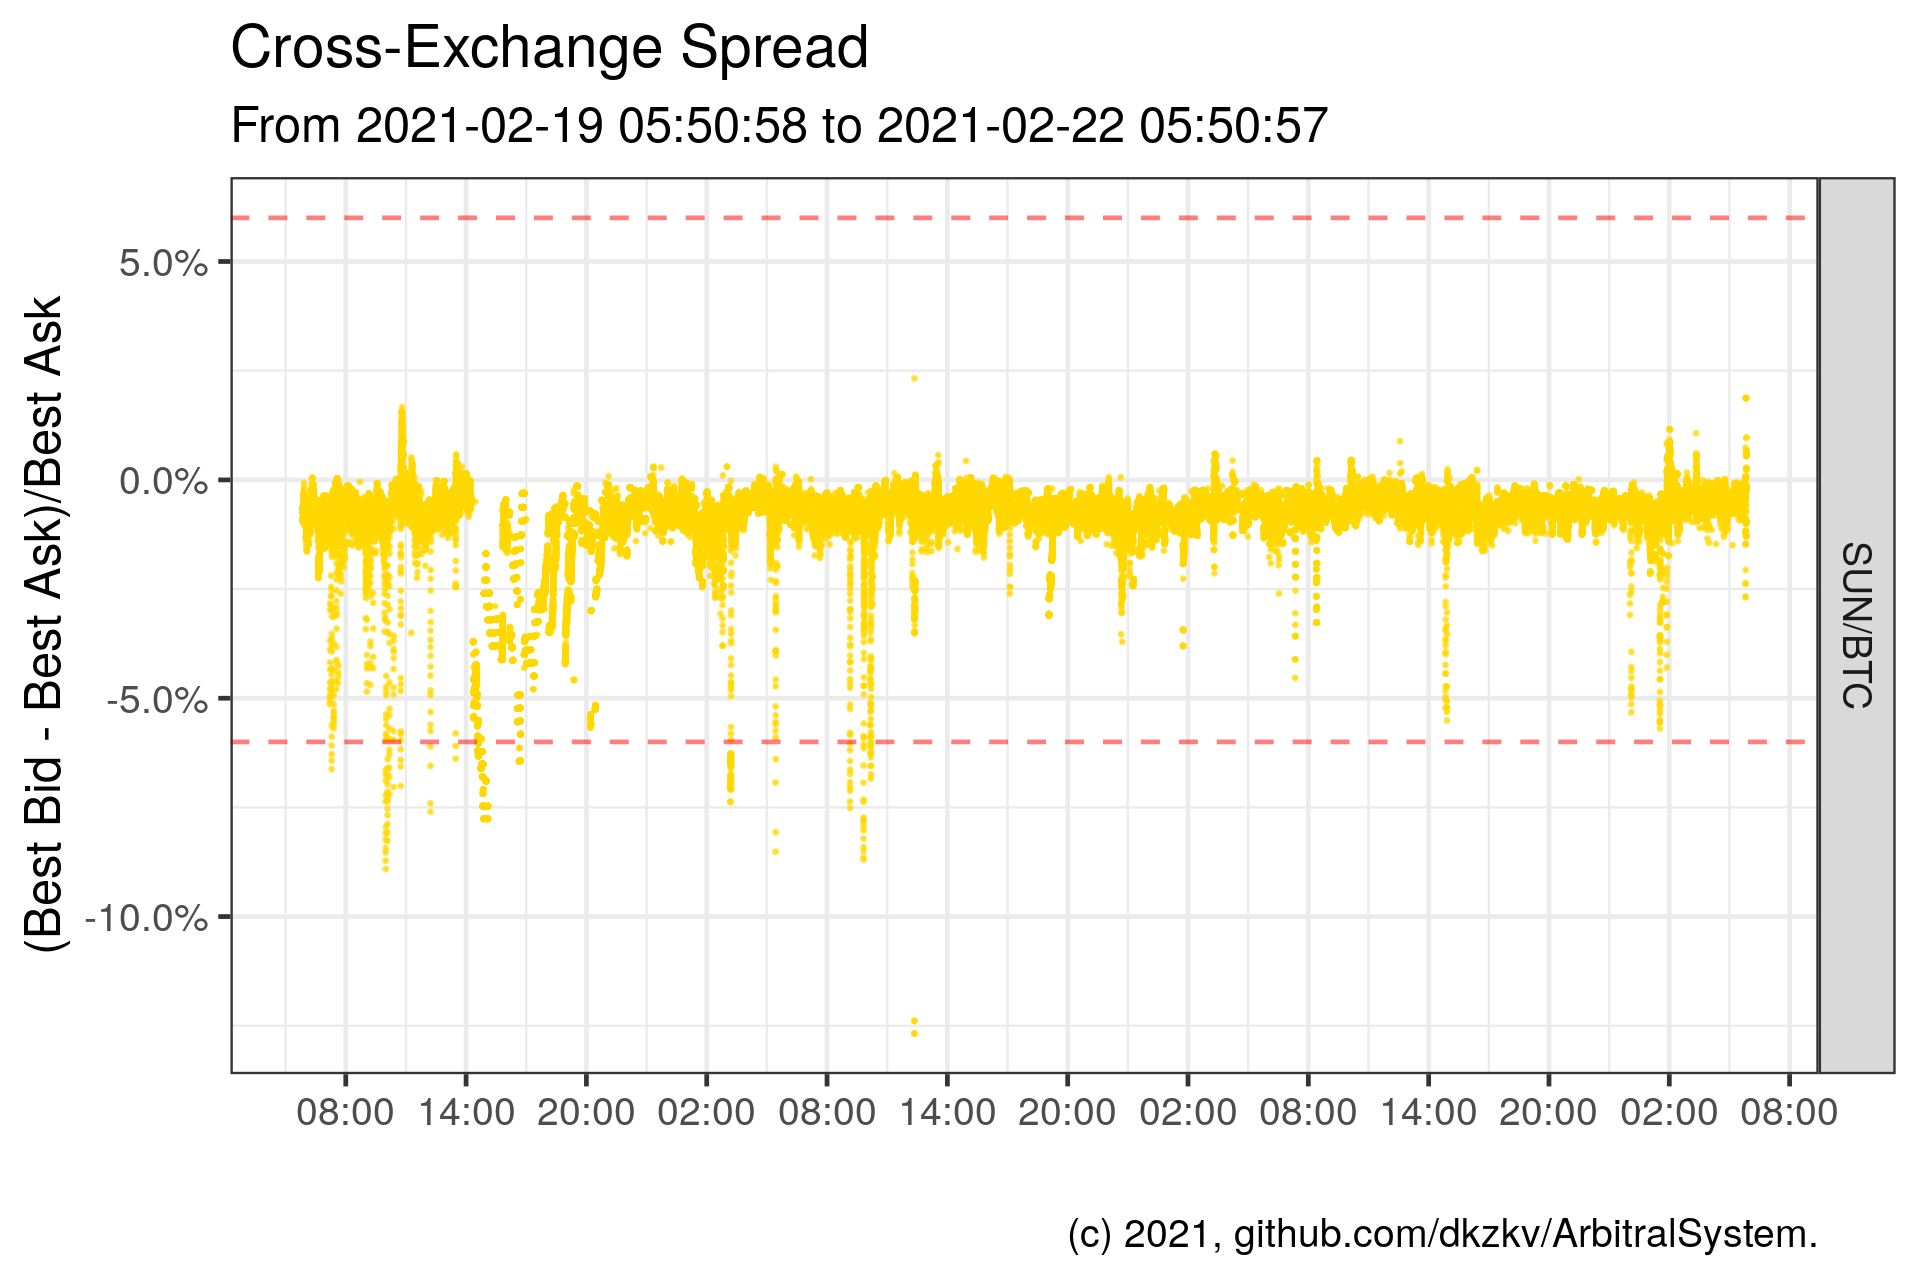 Cross-Exchange Spread
From 2021-02-19 05:50:58 to 2021-02-22 05:50:57
(Best Bid - Best Ask)/Best Ask
5.0%
0.0%
-5.0%
-10.0%
SUN/BTC
08:00 14:00 20:00 02:00 08:00 14:00 20:00 02:00 08:00 14:00 20:00 02:00 08:00
(c) 2021, github.com/dkzkv/ArbitralSystem.